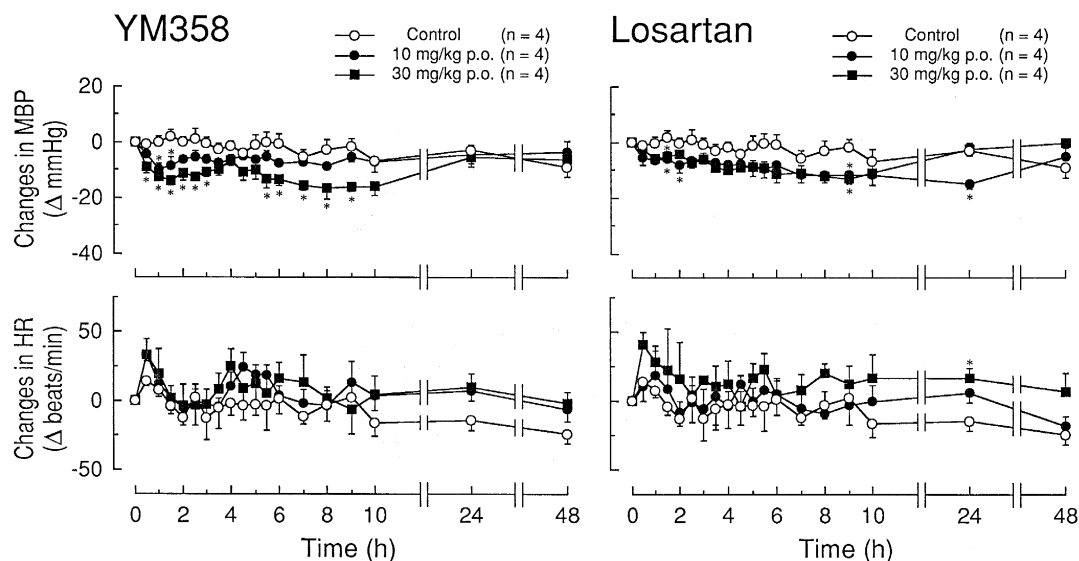 YM358
Control (n = 4)
10 mg/kg p.o. (n = 4)
30 mg/kg p.o. (n = 4)
Losartan
Control (n = 4)
10 mg/kg p.o. (n = 4)
30 mg/kg p.o. (n = 4)
Changes in MBP
(Δ mmHg)
20
0
-20
-40
* * * * * * * * * * * *
* * * * *
Changes in HR
(Δ beats/min)
50
0
-50
*
0 2 4 6 8 10 24 48
Time (h)
0 2 4 6 8 10 24 48
Time (h)